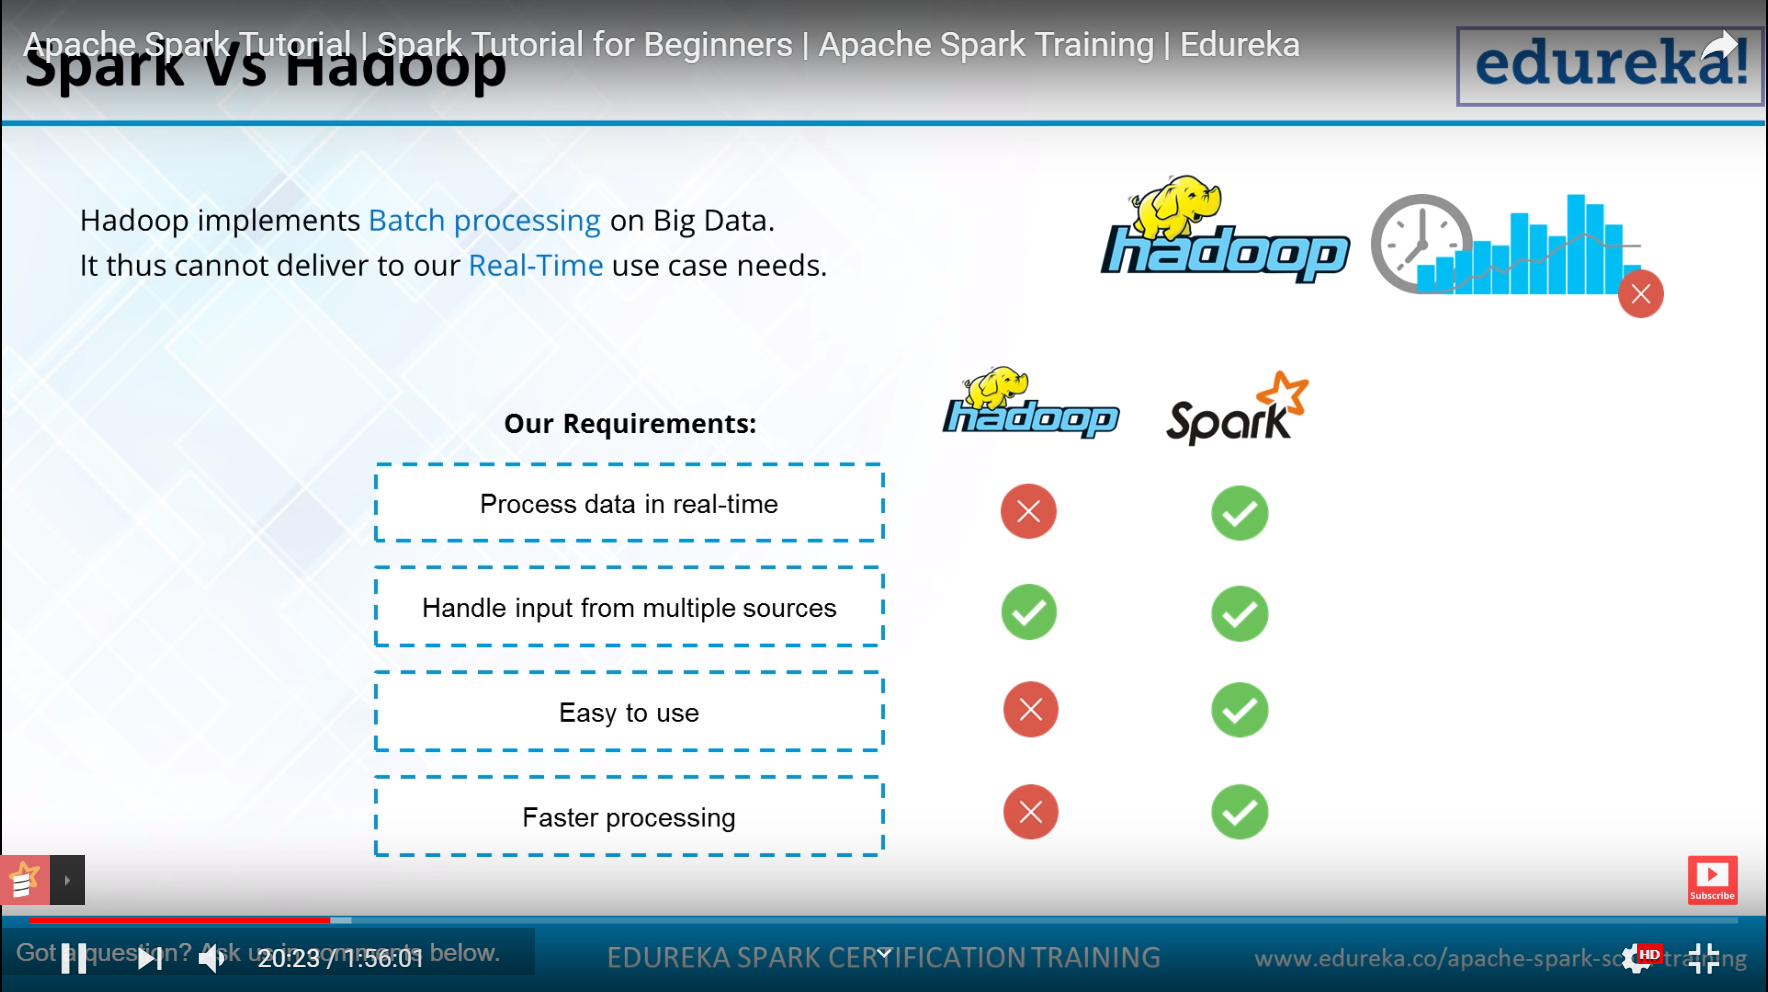 Apache Spark Tutorial | Spark Tutorial for Beginners | Apache Spark Training | Edureka
Spark Vs Hadoop
edureka!
Hadoop implements Batch processing on Big Data.
It thus cannot deliver to our Real-Time use case needs.
hadoop
hadoop
Spark
Our Requirements:
Process data in real-time
Handle input from multiple sources
Easy to use
Faster processing
Subscribe
Got a question? Ask us in comments below.
20:23 / 1:56:01
EDUREKA SPARK CERTIFICATION TRAINING
www.edureka.co/apache-spark-sc
training
HD